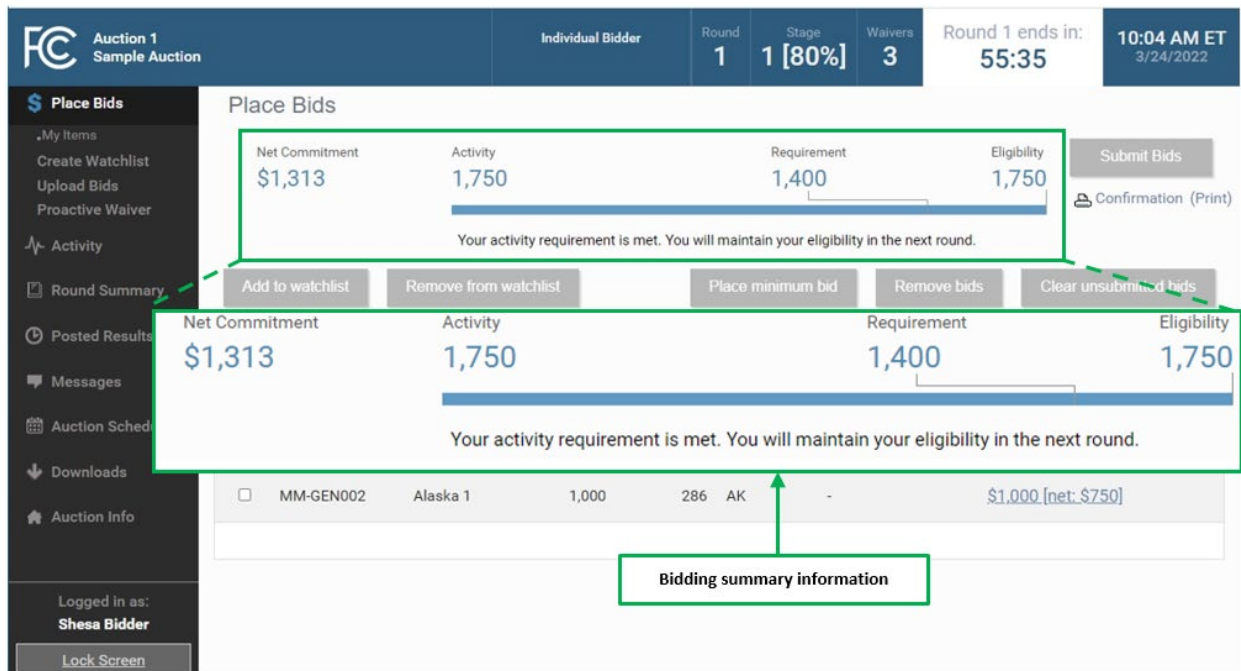 FCC
Auction 1
Sample Auction
Individual Bidder
Round
1
Stage
1 [80%]
Waivers
3
Round 1 ends in:
55:35
10:04 AM ET
3/24/2022
$ Place Bids
My Items
Create Watchlist
Upload Bids
Proactive Waiver
Activity
Round Summary
Posted Results
Messages
Auction Sched
Downloads
Auction Info
Logged in as:
Shesa Bidder
Lock Screen
Place Bids
Net Commitment Activity Requirement Eligibility
$1,313 1,750 1,400 1,750
Your activity requirement is met. You will maintain your eligibility in the next round.
Submit Bids
Confirmation (Print)
Add to watchlist Remove from watchlist Place minimum bid Remove bids Clear unsubmitted bids
Net Commitment Activity Requirement Eligibility
$1,313 1,750 1,400 1,750
Your activity requirement is met. You will maintain your eligibility in the next round.
MM-GEN002 Alaska 1 1,000 286 AK - $1,000 [net: $750]
Bidding summary information